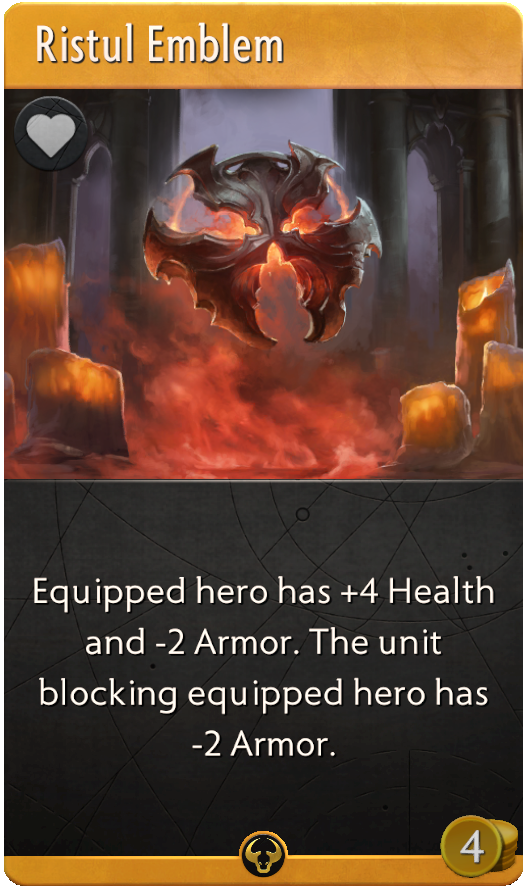 Ristul Emblem
Equipped hero has +4 Health
and -2 Armor. The unit
blocking equipped hero has
-2 Armor.
4